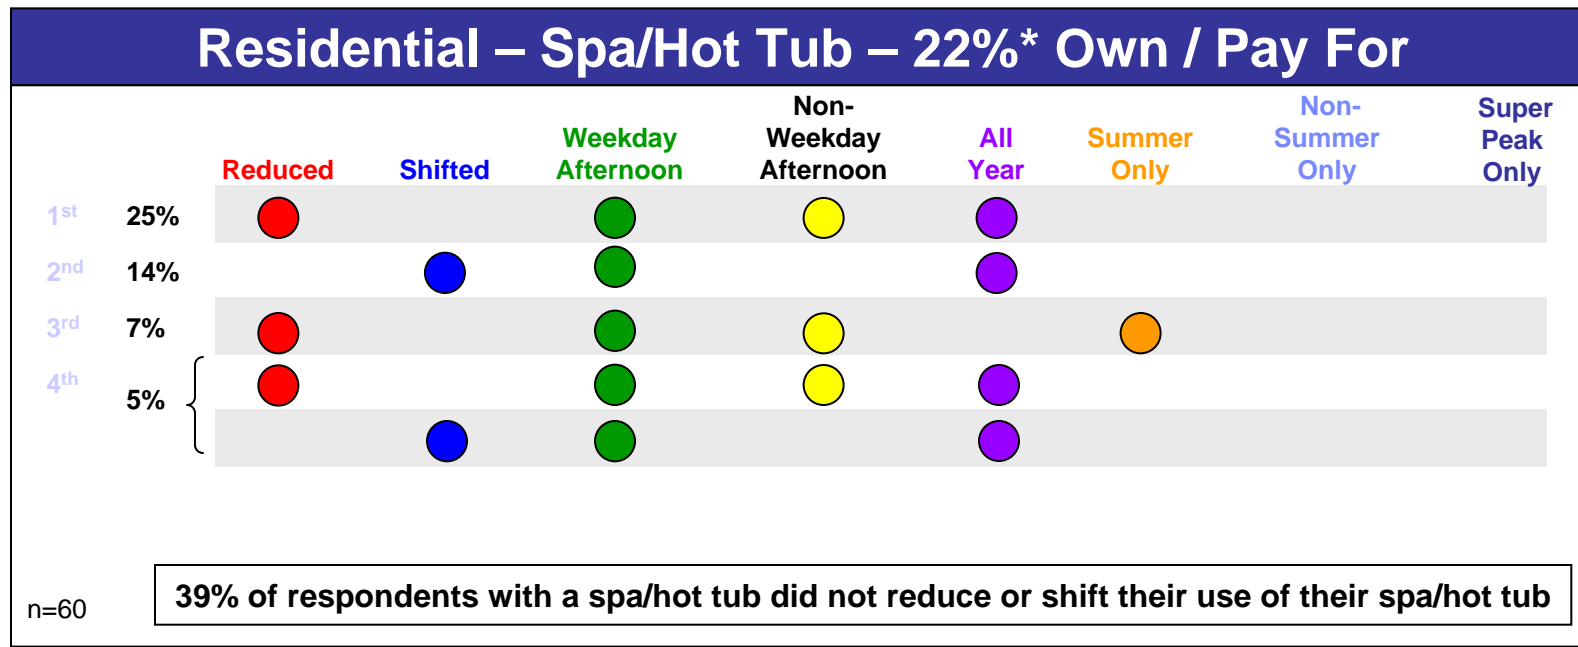 Residential – Spa/Hot Tub – 22%* Own / Pay For
Reduced
Shifted
Weekday
Afternoon
Non-
Weekday
Afternoon
All
Year
Summer
Only
Non-
Summer
Only
Super
Peak
Only
1st 25%
2nd 14%
3rd 7%
4th
5%
39% of respondents with a spa/hot tub did not reduce or shift their use of their spa/hot tub
n=60